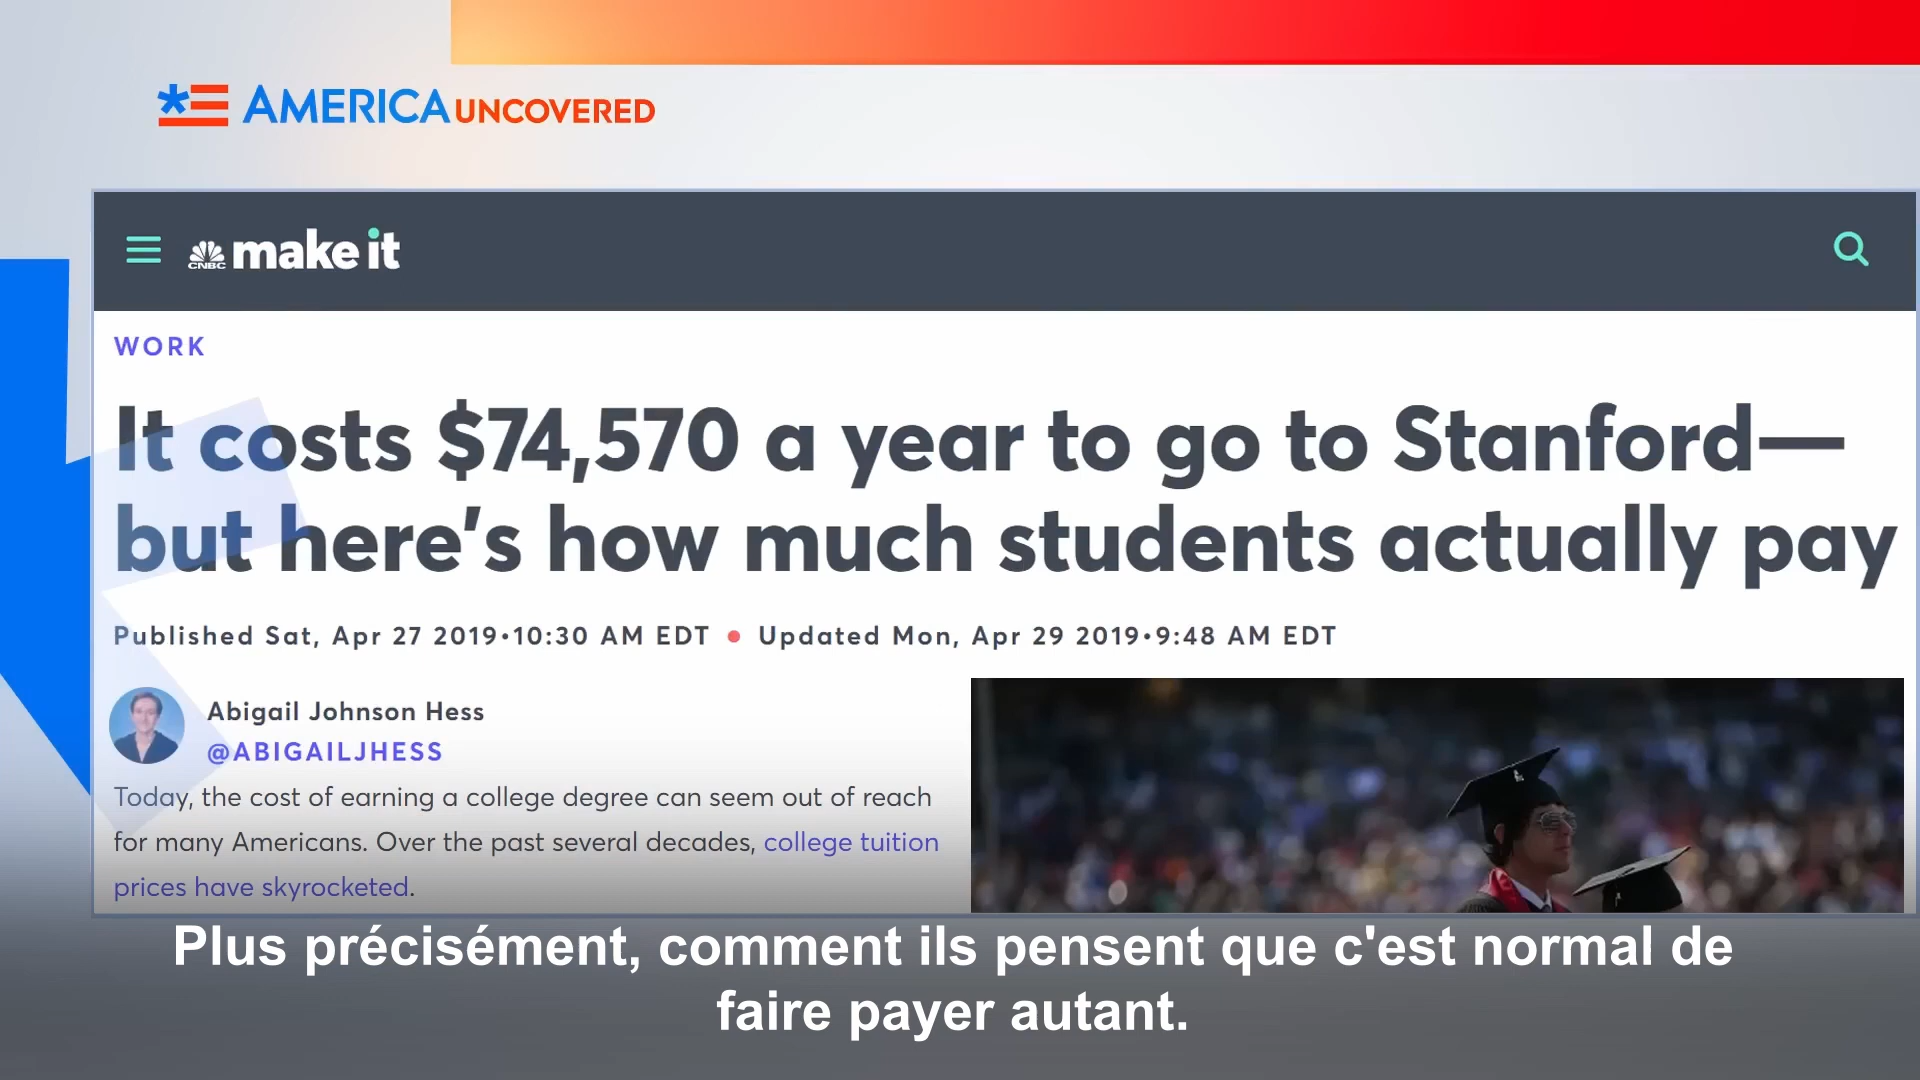 AMERICA UNCOVERED
CNBC make it
WORK
It costs $74,570 a year to go to Stanford—
but here's how much students actually pay
Published Sat, Apr 27 2019•10:30 AM EDT • Updated Mon, Apr 29 2019•9:48 AM EDT
Abigail Johnson Hess
@ABIGAILJHESS
Today, the cost of earning a college degree can seem out of reach
for many Americans. Over the past several decades, college tuition
prices have skyrocketed.
Plus précisément, comment ils pensent que c'est normal de
faire payer autant.